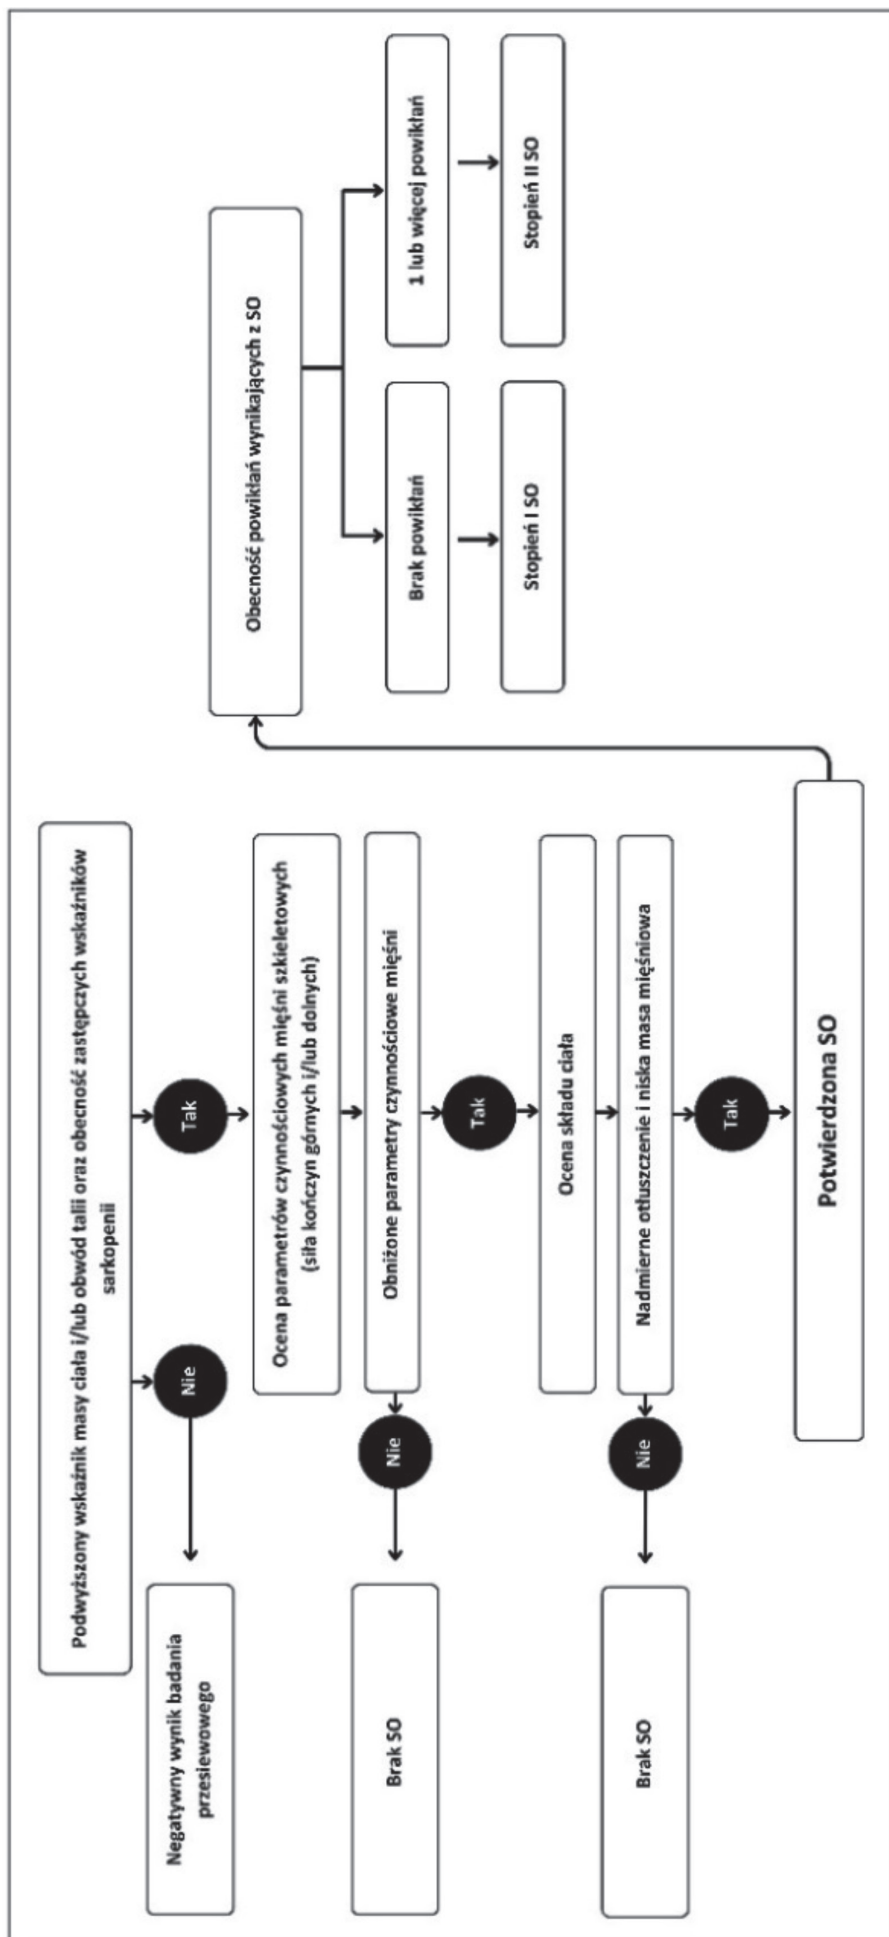 Podwyższony wskaźnik masy ciała i/lub obwód talii oraz obecność zastępczych wskaźników
sarkopenii
Nie
Tak
Negatywny wynik badania
przesiewowego
Ocena parametrów czynnościowych mięśni szkieletowych
(siła kończyn górnych i/lub dolnych)
Obniżone parametry czynnościowe mięśni
Nie
Brak SO
Tak
Ocena składu ciała
Nadmierne otłuszczenie i niska masa mięśniowa
Nie
Brak SO
Tak
Potwierdzona SO
Obecność powikłań wynikających z SO
Brak powikłań
1 lub więcej powikłań
Stopień I SO
Stopień II SO